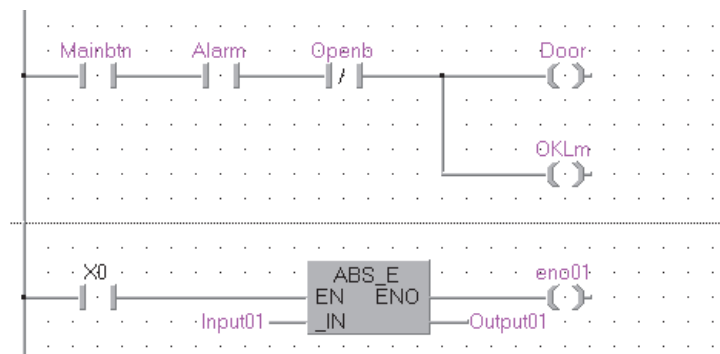 Mainbtn Alarm Openb Door
/
OKLm
X0 ABS_E eno01
EN ENO
Input01 _IN Output01